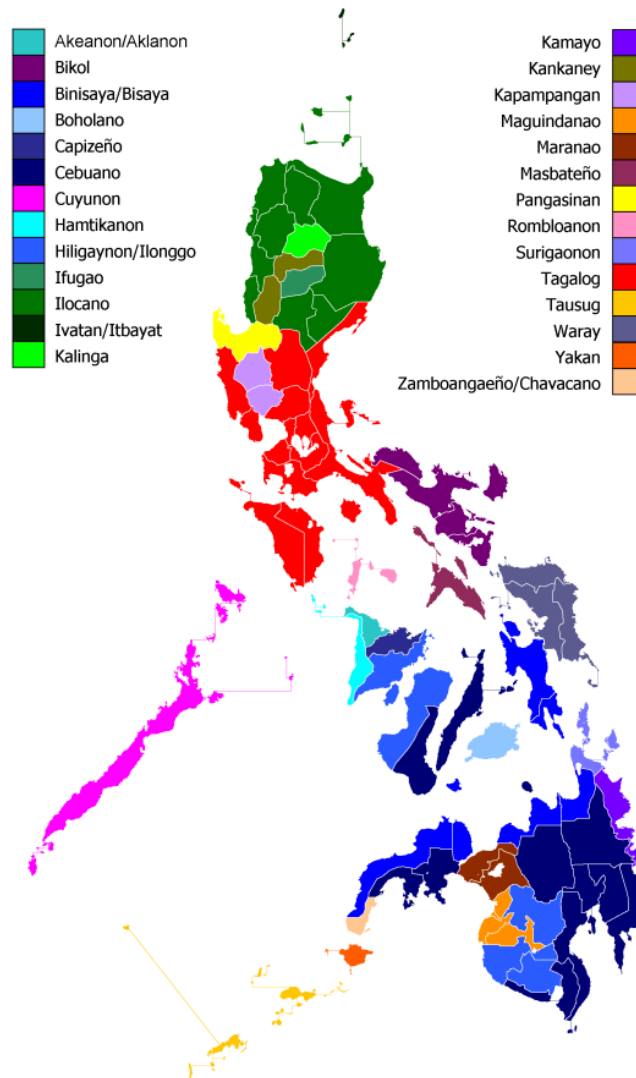 Akeanon/Aklanon
Bikol
Binisaya/Bisaya
Boholano
Capizeño
Cebuano
Cuyunon
Hamtikanon
Hiligaynon/Ilonggo
Ifugao
Ilocano
Ivatan/Itbayat
Kalinga
Kamayo
Kankaney
Kapampangan
Maguindanao
Maranao
Masbateño
Pangasinan
Rombloanon
Surigaonon
Tagalog
Tausug
Waray
Yakan
Zamboangaeño/Chavacano